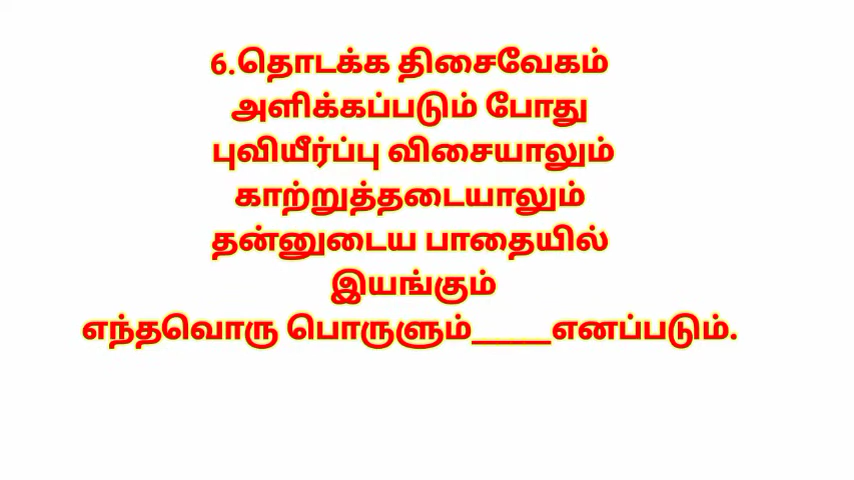 6.தொடக்க திசைவேகம்
அளிக்கப்படும் போது
புவியீர்ப்பு விசையாலும்
காற்றுத்தடையாலும்
தன்னுடைய பாதையில்
இயங்கும்
எந்தவொரு பொருளும்_____எனப்படும்.